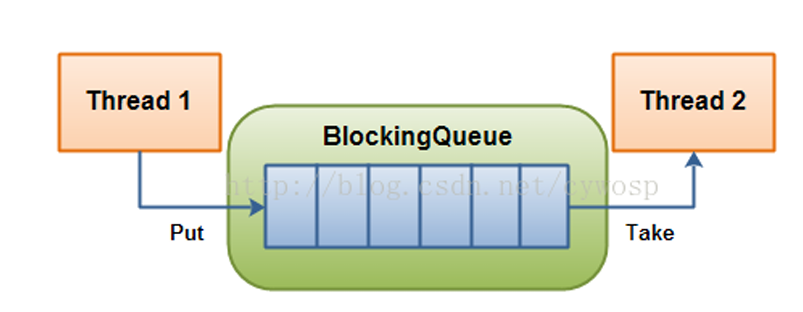 Thread 1
Thread 2
BlockingQueue
http://blog.csdn.net/cywosp
Put
Take